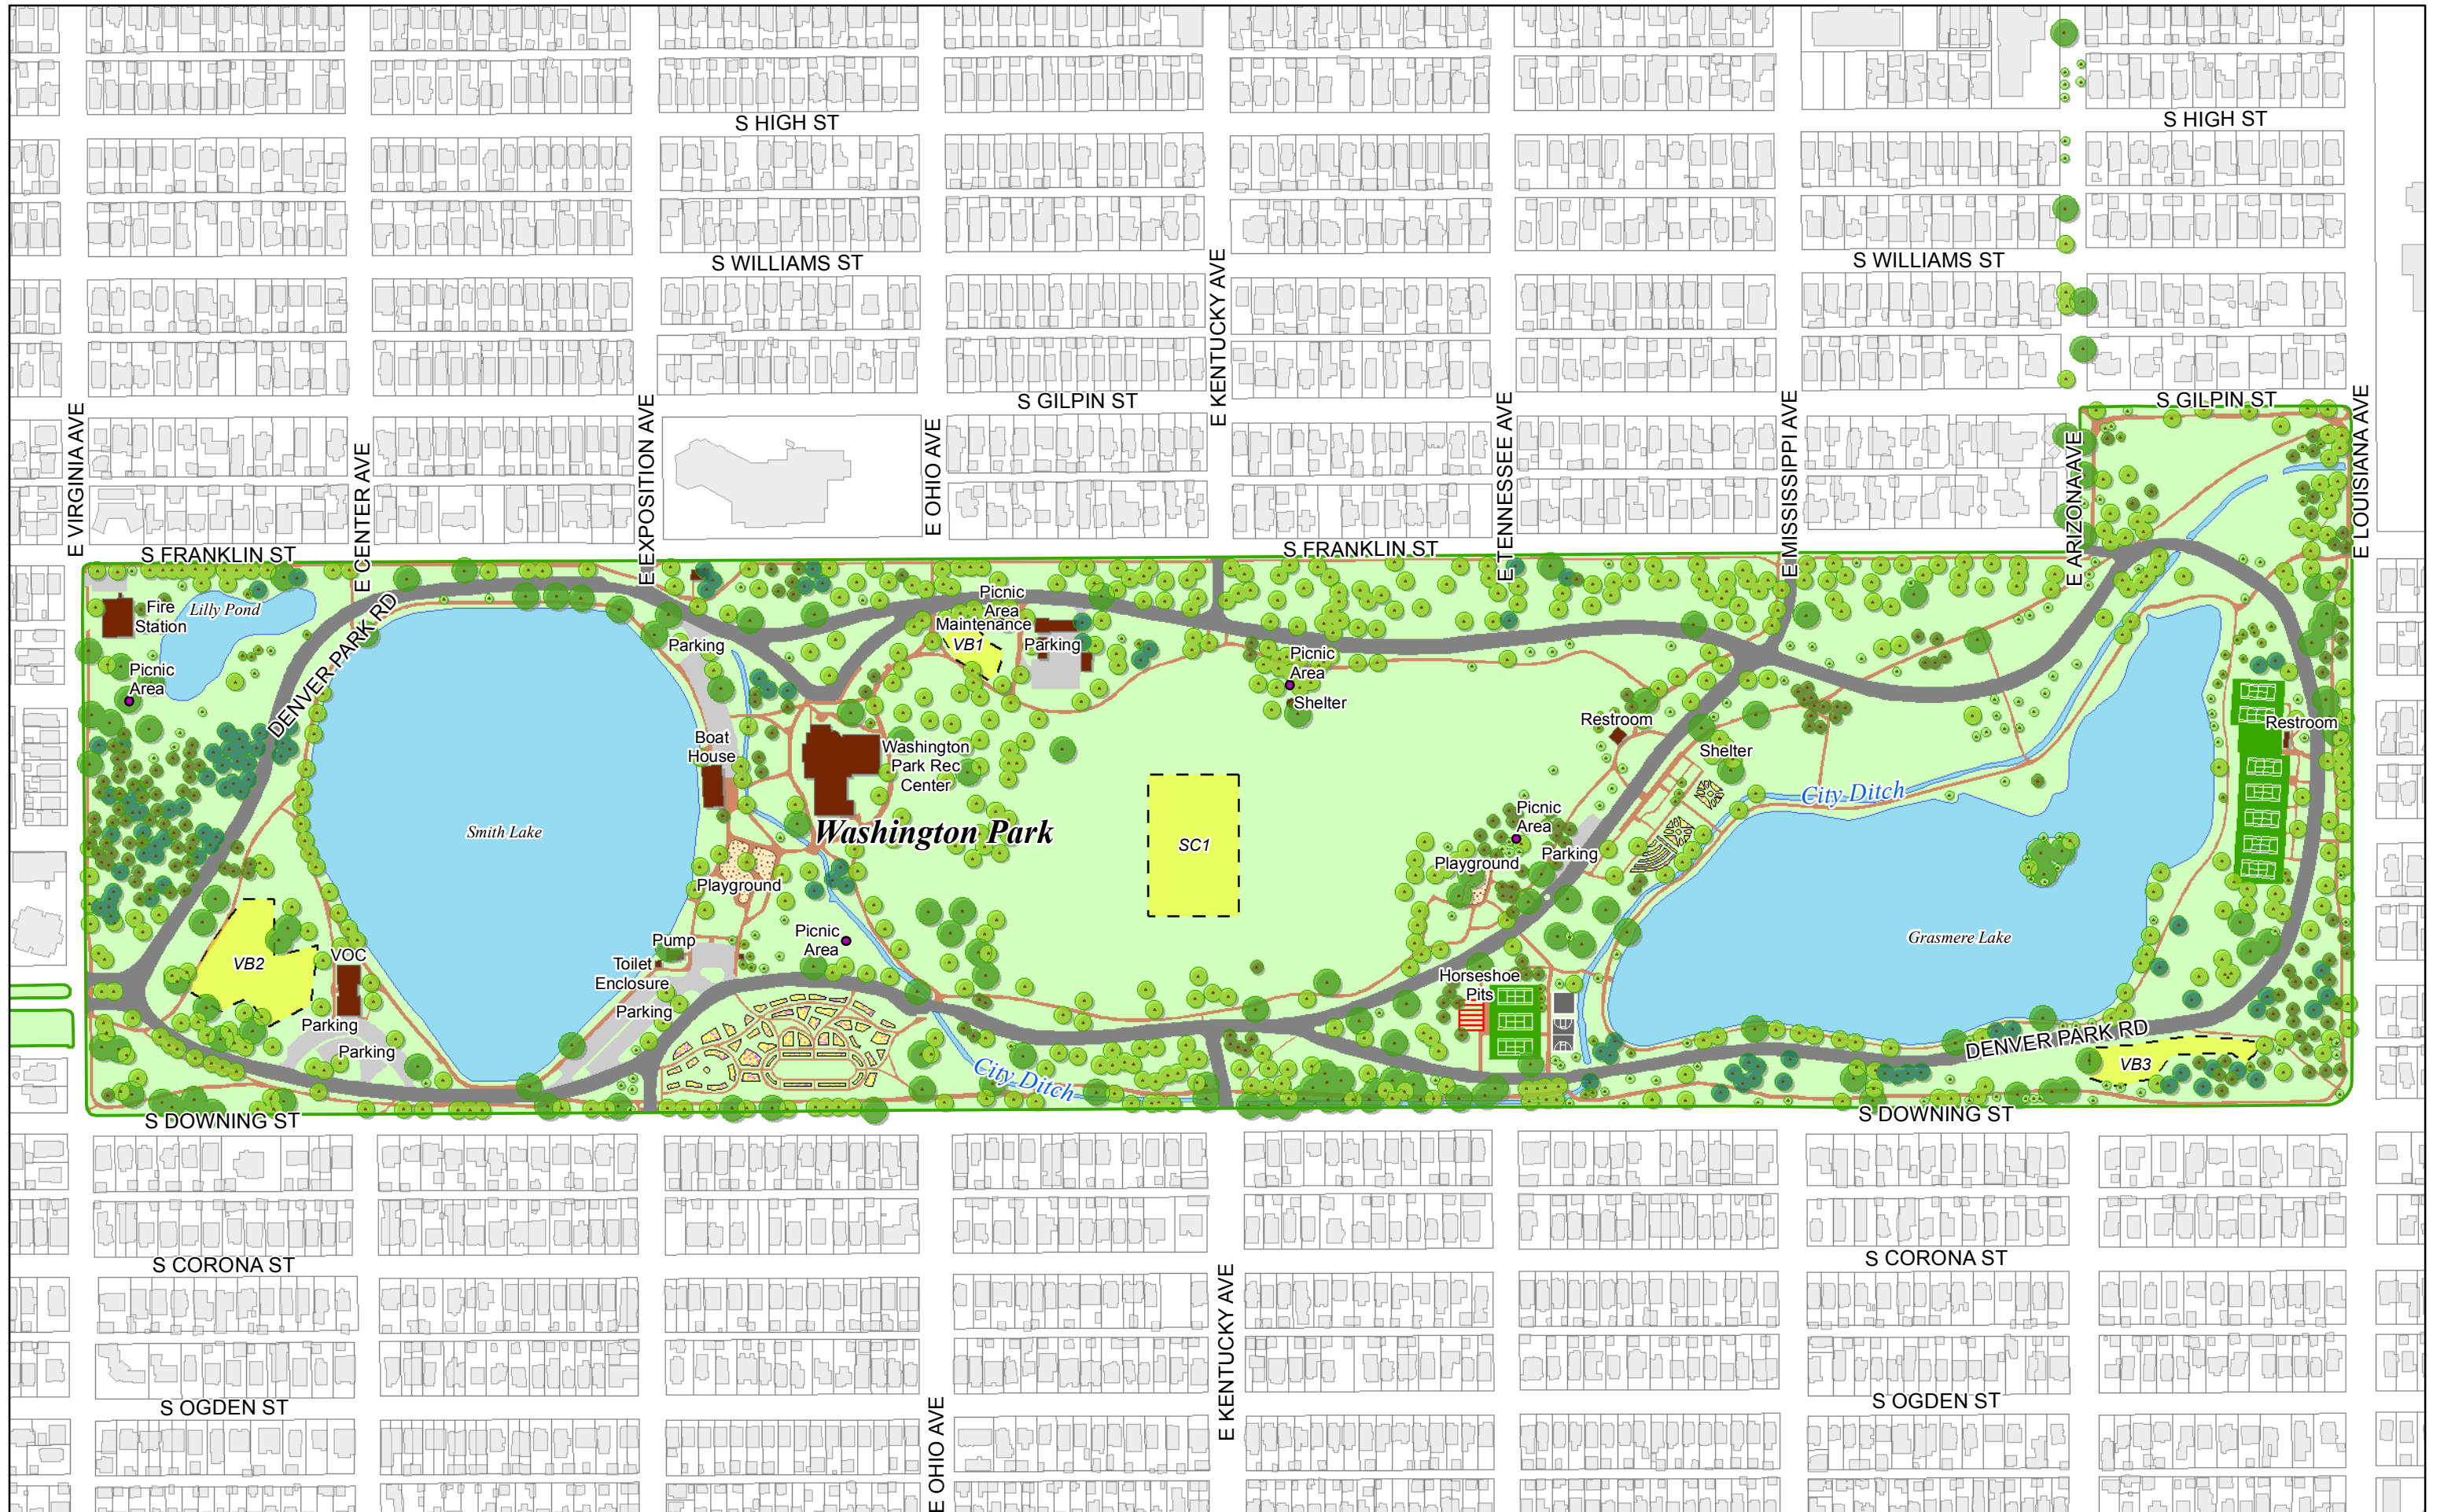 S HIGH ST
S HIGH ST
S WILLIAMS ST
S WILLIAMS ST
E KENTUCKY AVE
S GILPIN ST
S GILPIN ST
E VIRGINIA AVE
E CENTER AVE
E EXPOSITION AVE
E OHIO AVE
E TENNESSEE AVE
E MISSISSIPPI AVE
E ARIZONA AVE
E LOUISIANA AVE
S FRANKLIN ST
S FRANKLIN ST
Fire
Station
Lilly Pond
Picnic
Area
DENVER PARK RD
Parking
Picnic
Area
Maintenance
VB1
Parking
Picnic
Area
Shelter
Restroom
Shelter
Restroom
Boat
House
Washington
Park Rec
Center
Smith Lake
Washington Park
SC1
City Ditch
Picnic
Area
Playground
Parking
Playground
Grasmere Lake
Picnic
Area
Pump
Toilet
Enclosure
Parking
VB2
VOC
Parking
Parking
Horseshoe
Pits
City Ditch
DENVER PARK RD
VB3
S DOWNING ST
S DOWNING ST
S CORONA ST
S CORONA ST
E KENTUCKY AVE
S OGDEN ST
S OGDEN ST
E OHIO AVE